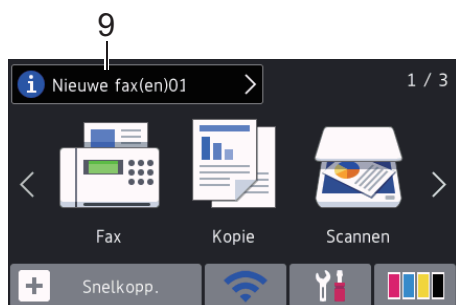 9
i Nieuwe fax(en)01
1 / 3
Fax Kopie Scannen
Snelkopp.